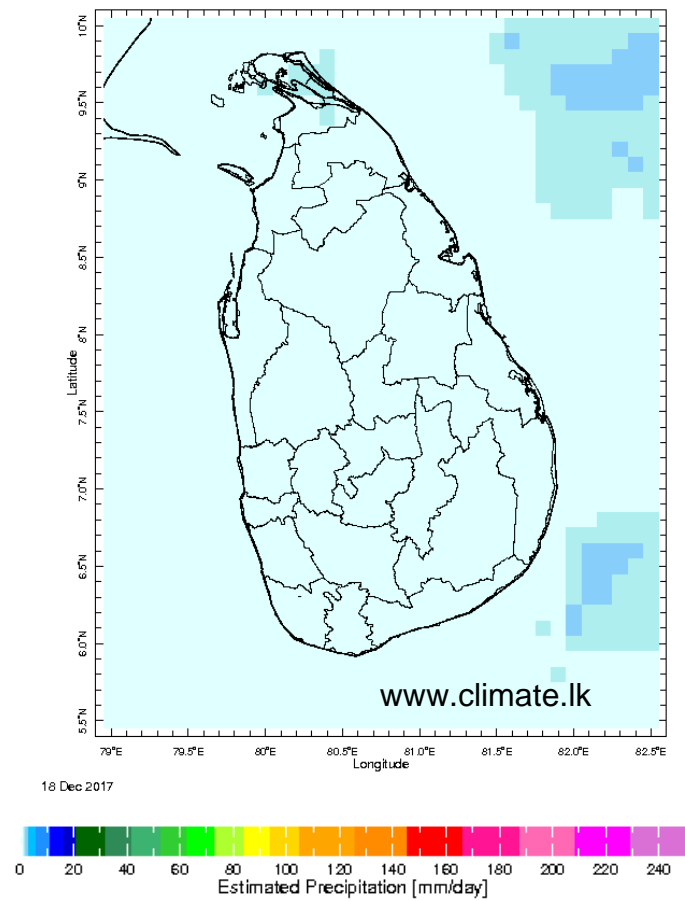 10°N
9.5°N
9°N
8.5°N
8°N
7.5°N
7.0°N
6.5°N
6.0°N
5.5°N
Latitude
www.climate.lk
79°E 79.5°E 80°E 80.5°E 81.0°E 81.5°E 82.0°E 82.5°E
Longitude
18 Dec 2017
0 20 40 60 80 100 120 140 160 180 200 220 240
Estimated Precipitation [mm/day]